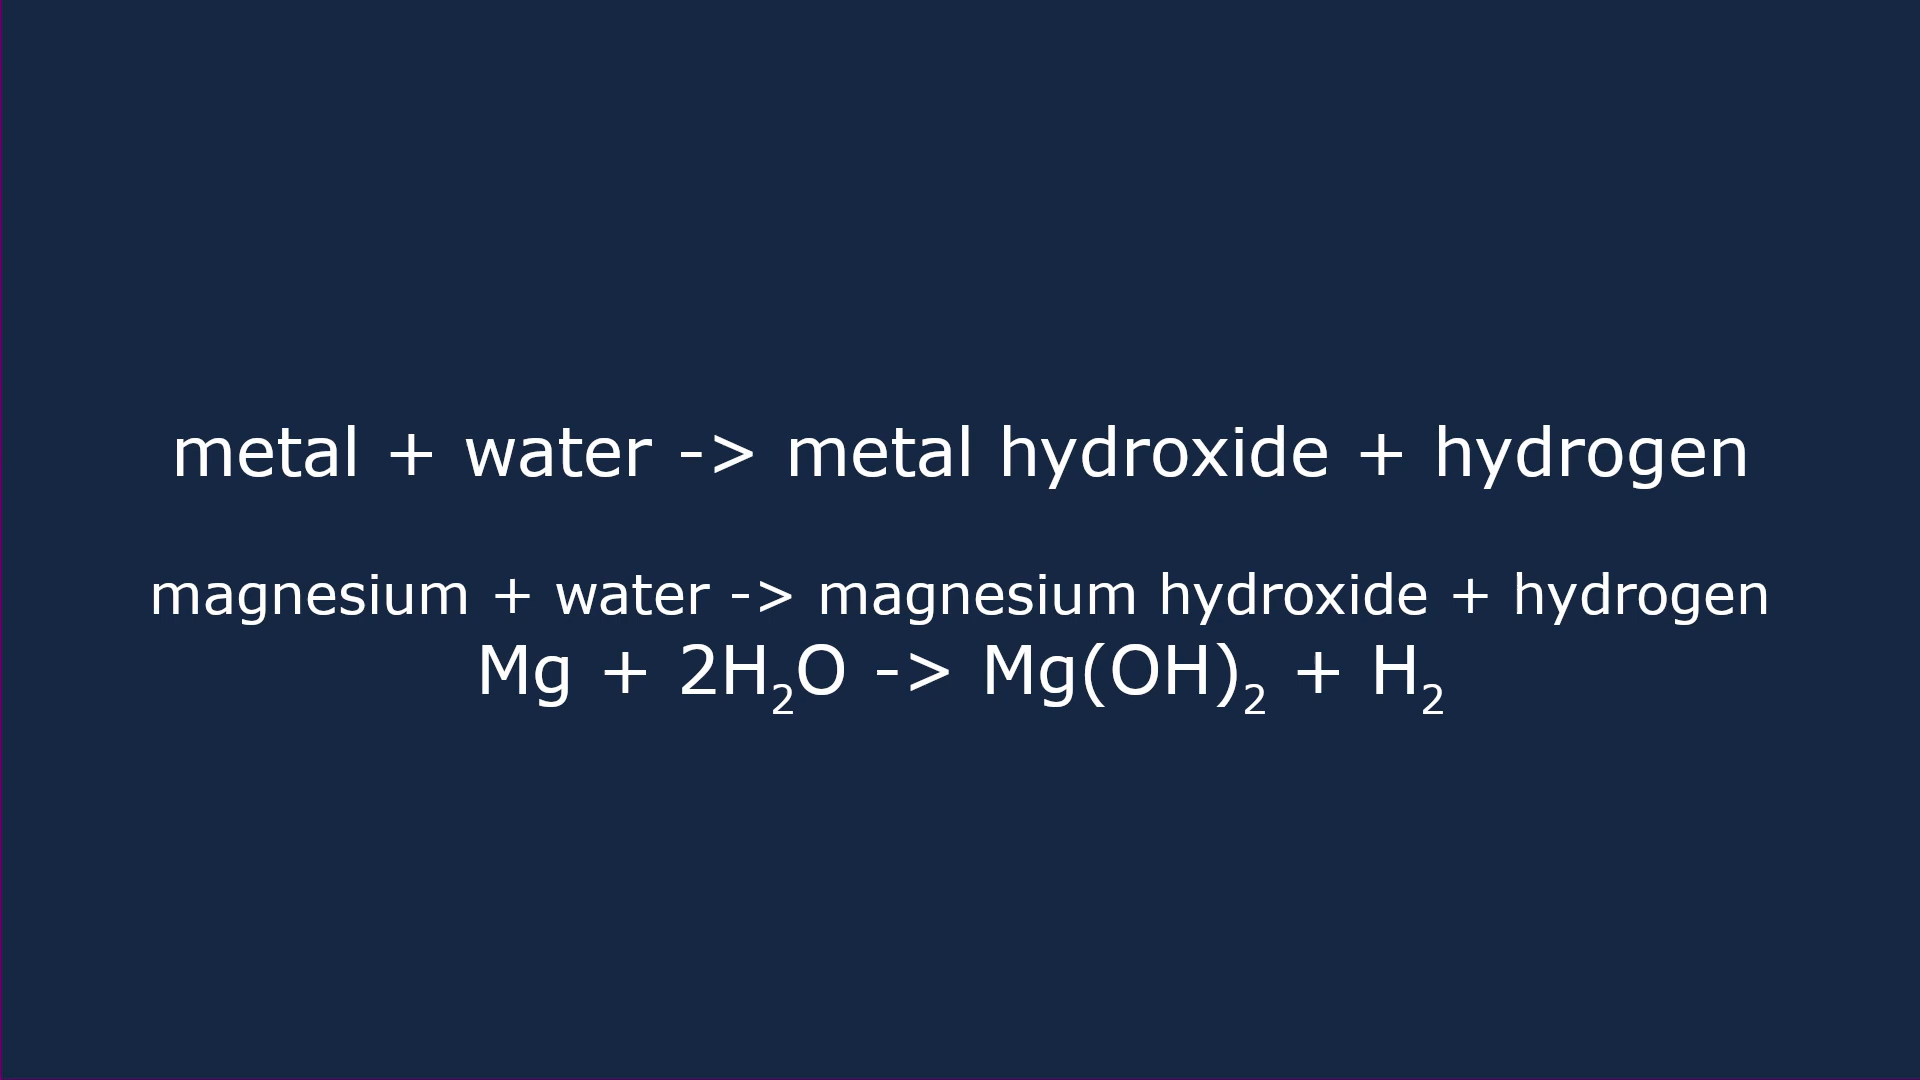 metal + water -> metal hydroxide + hydrogen
magnesium + water -> magnesium hydroxide + hydrogen
Mg + 2H₂O -> Mg(OH)₂ + H₂